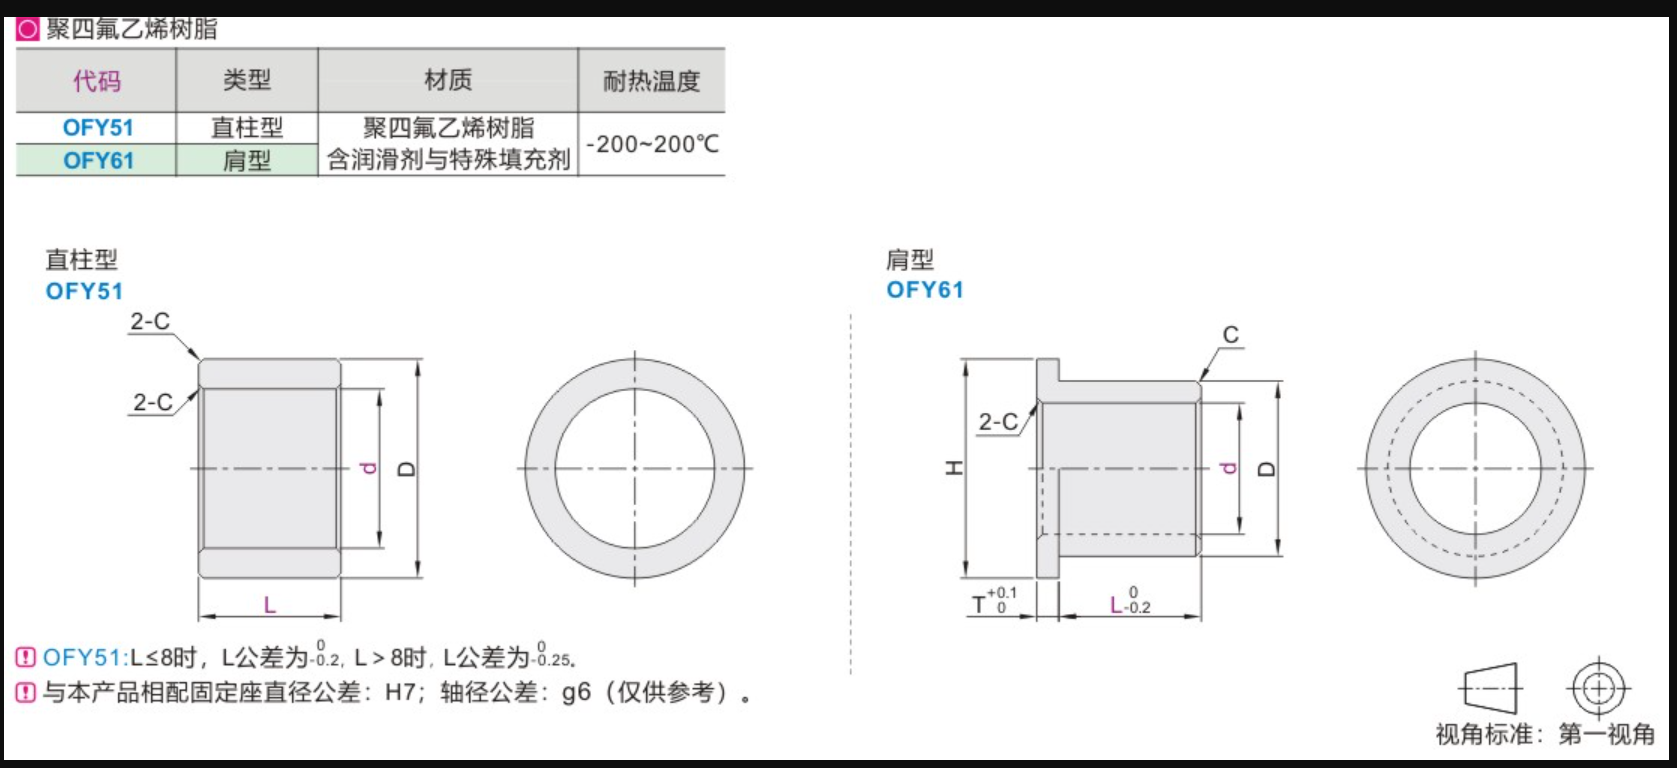 聚四氟乙烯树脂
代码 类型 材质 耐热温度
OFY51 直柱型 聚四氟乙烯树脂 -200~200℃
OFY61 肩型 含润滑剂与特殊填充剂
直柱型
OFY51
2-C
2-C
d
D
L
肩型
OFY61
C
2-C
H
d
D
T+0.1 0
L 0 -0.2
OFY51:L≤8时，L公差为 0 -0.2, L＞8时, L公差为 0 -0.25。
与本产品相配固定座直径公差：H7；轴径公差：g6（仅供参考）。
视角标准：第一视角